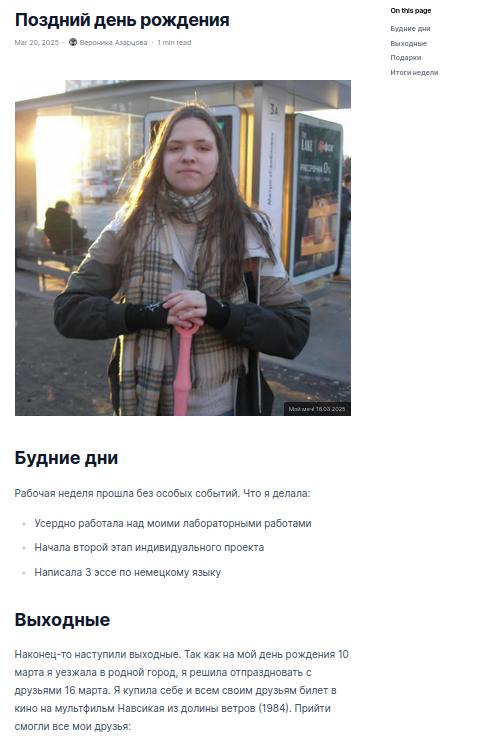 Поздний день рождения
Mar 20, 2025 · Вероника Азарцова · 1 min read
On this page
Будние дни
Выходные
Подарки
Итоги недели
3А
РАССРОЧКА 0%
Мой меч! 16.03.2025
Будние дни
Рабочая неделя прошла без особых событий. Что я делала:
Усердно работала над моими лабораторными работами
Начала второй этап индивидуального проекта
Написала 3 эссе по немецкому языку
Выходные
Наконец-то наступили выходные. Так как на мой день рождения 10
марта я уезжала в родной город, я решила отпраздновать с
друзьями 16 марта. Я купила себе и всем своим друзьям билет в
кино на мультфильм Навсикая из долины ветров (1984). Прийти
смогли все мои друзья: